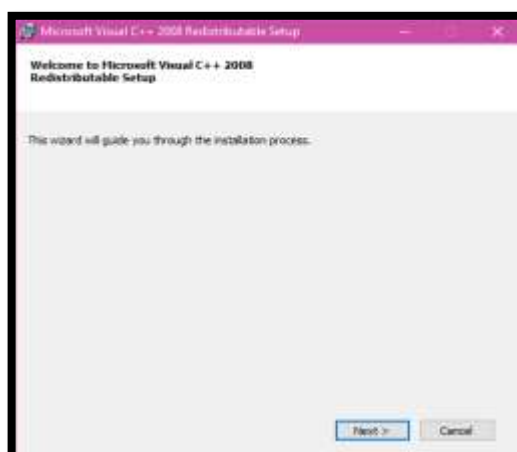 Microsoft Visual C++ 2008 Redistributable Setup
Welcome to Microsoft Visual C++ 2008
Redistributable Setup
This wizard will guide you through the installation process.
Next >
Cancel